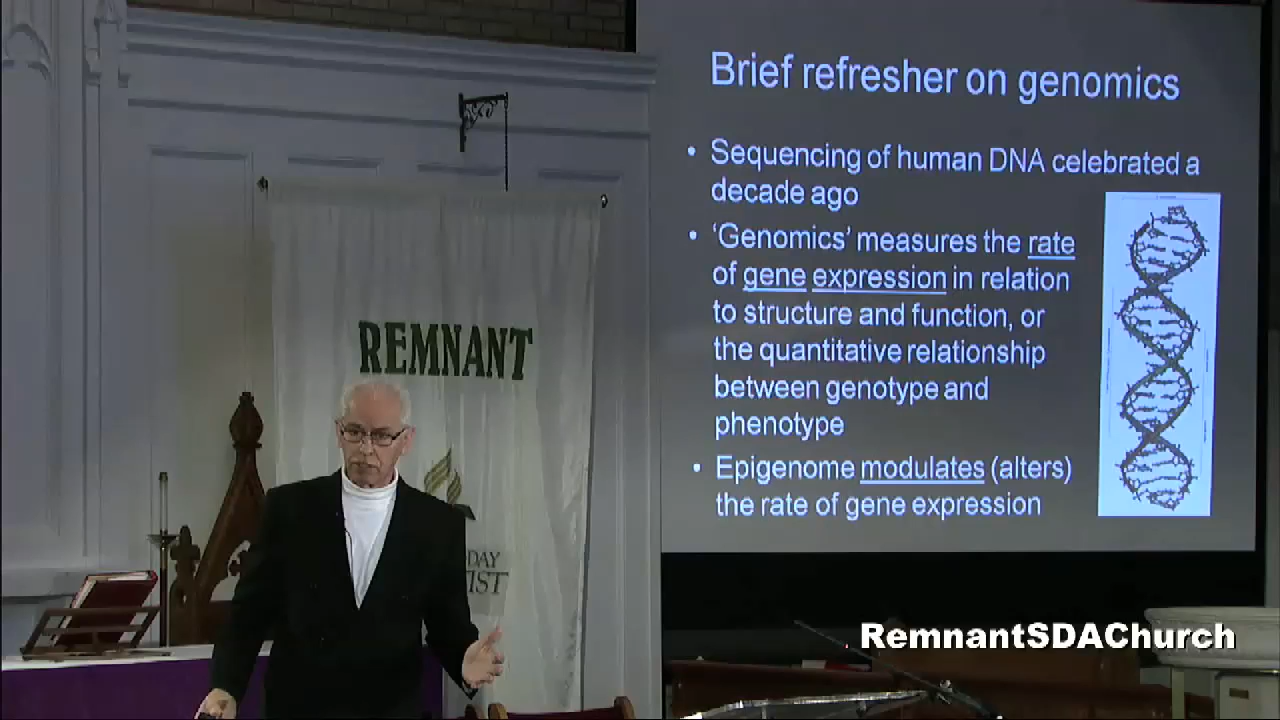 Brief refresher on genomics
• Sequencing of human DNA celebrated a
decade ago
• ‘Genomics’ measures the rate
of gene expression in relation
to structure and function, or
the quantitative relationship
between genotype and
phenotype
• Epigenome modulates (alters)
the rate of gene expression
REMNANT
DAY
IST
RemnantSDAChurch